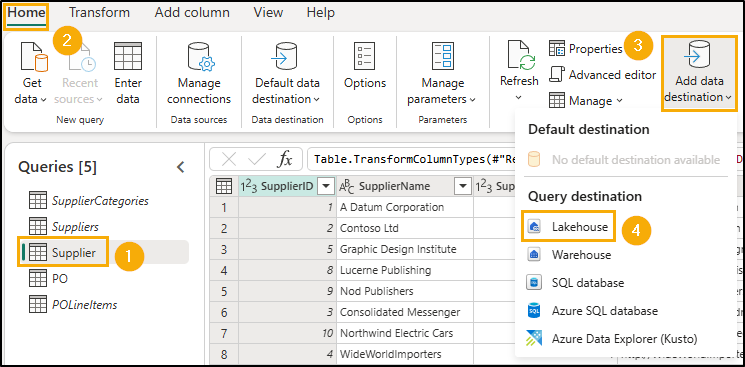 Home Transform Add column View Help
2
3
Get data
Recent sources
Enter data
New query
Manage connections
Data sources
Default data destination
Data destination
Options
Options
Manage parameters
Parameters
Refresh
Properties
Advanced editor
Manage
Add data destination
Default destination
No default destination available
Query destination
Lakehouse
4
Warehouse
SQL database
Azure SQL database
Azure Data Explorer (Kusto)
Queries [5]
SupplierCategories
Suppliers
Supplier
1
PO
POLineItems
fx Table.TransformColumnTypes(#"Re
123 SupplierID ABC SupplierName 123 Sup
1 1 A Datum Corporation
2 2 Contoso Ltd
3 5 Graphic Design Institute
4 8 Lucerne Publishing
5 9 Nod Publishers
6 3 Consolidated Messenger
7 10 Northwind Electric Cars
8 4 WideWorldImporters